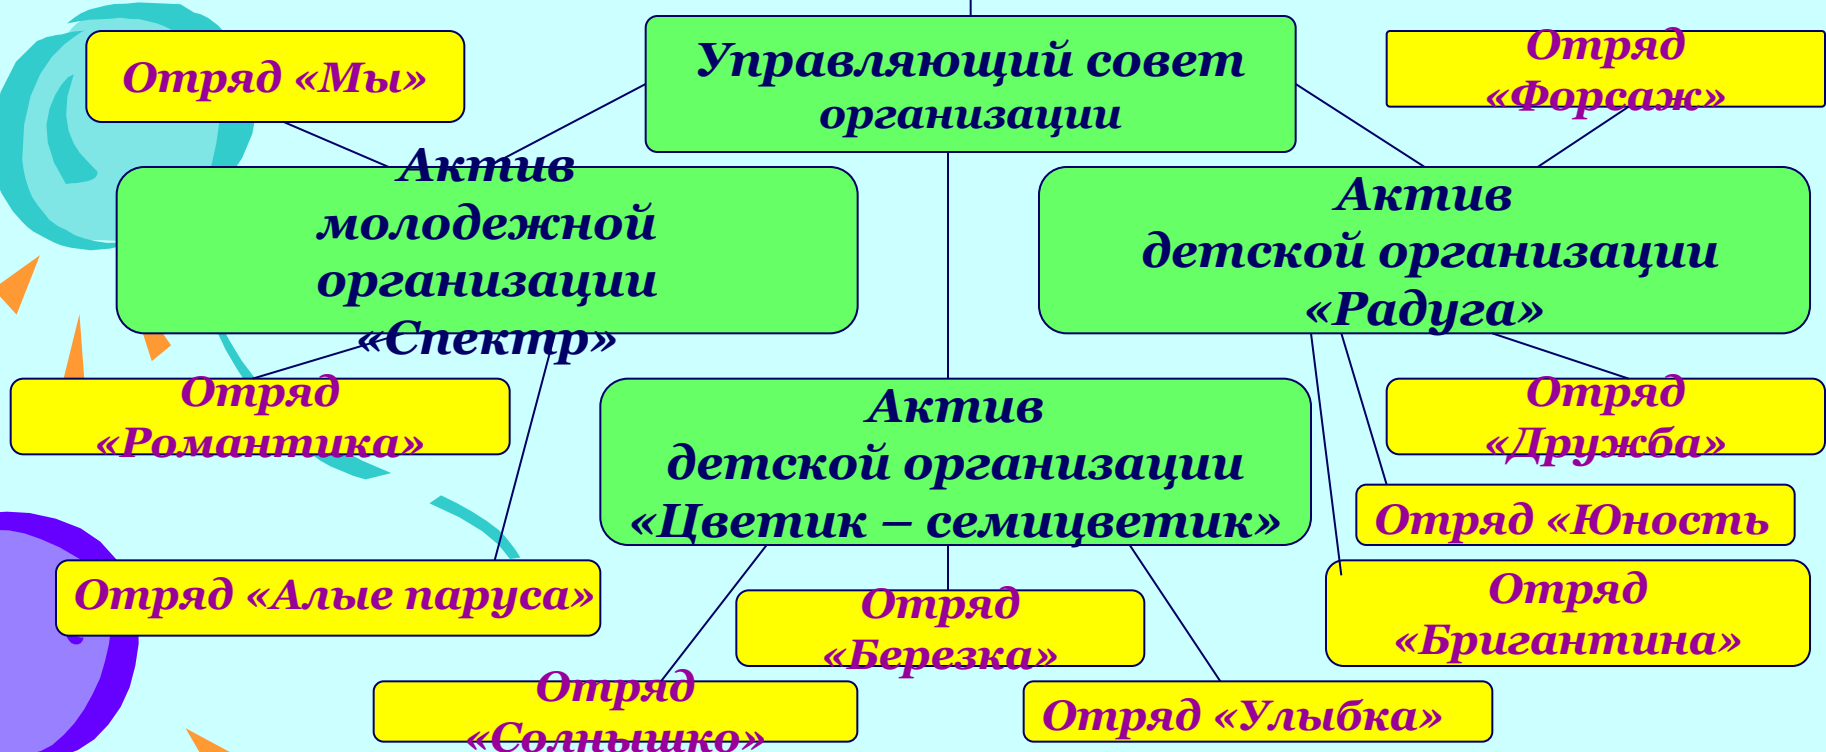 Отряд «Мы»
Управляющий совет
организации
Отряд
«Форсаж»
Актив
молодежной
организации
«Спектр»
Актив
детской организации
«Радуга»
Отряд
«Романтика»
Актив
детской организации
«Цветик – семицветик»
Отряд
«Дружба»
Отряд «Юность
Отряд «Алые паруса»
Отряд
«Березка»
Отряд
«Бригантина»
Отряд
«Солнышко»
Отряд «Улыбка»